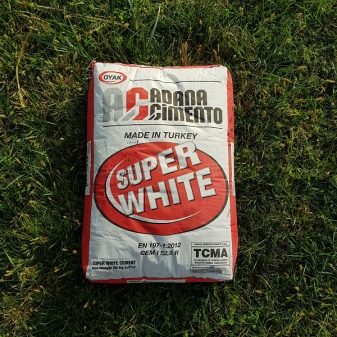 OYAK
AC ADANA
CIMENTO
MADE IN TURKEY
SUPER
WHITE
EN 197-1:2012
CEM I 52,5 R
SUPER WHITE CEMENT
TCMA